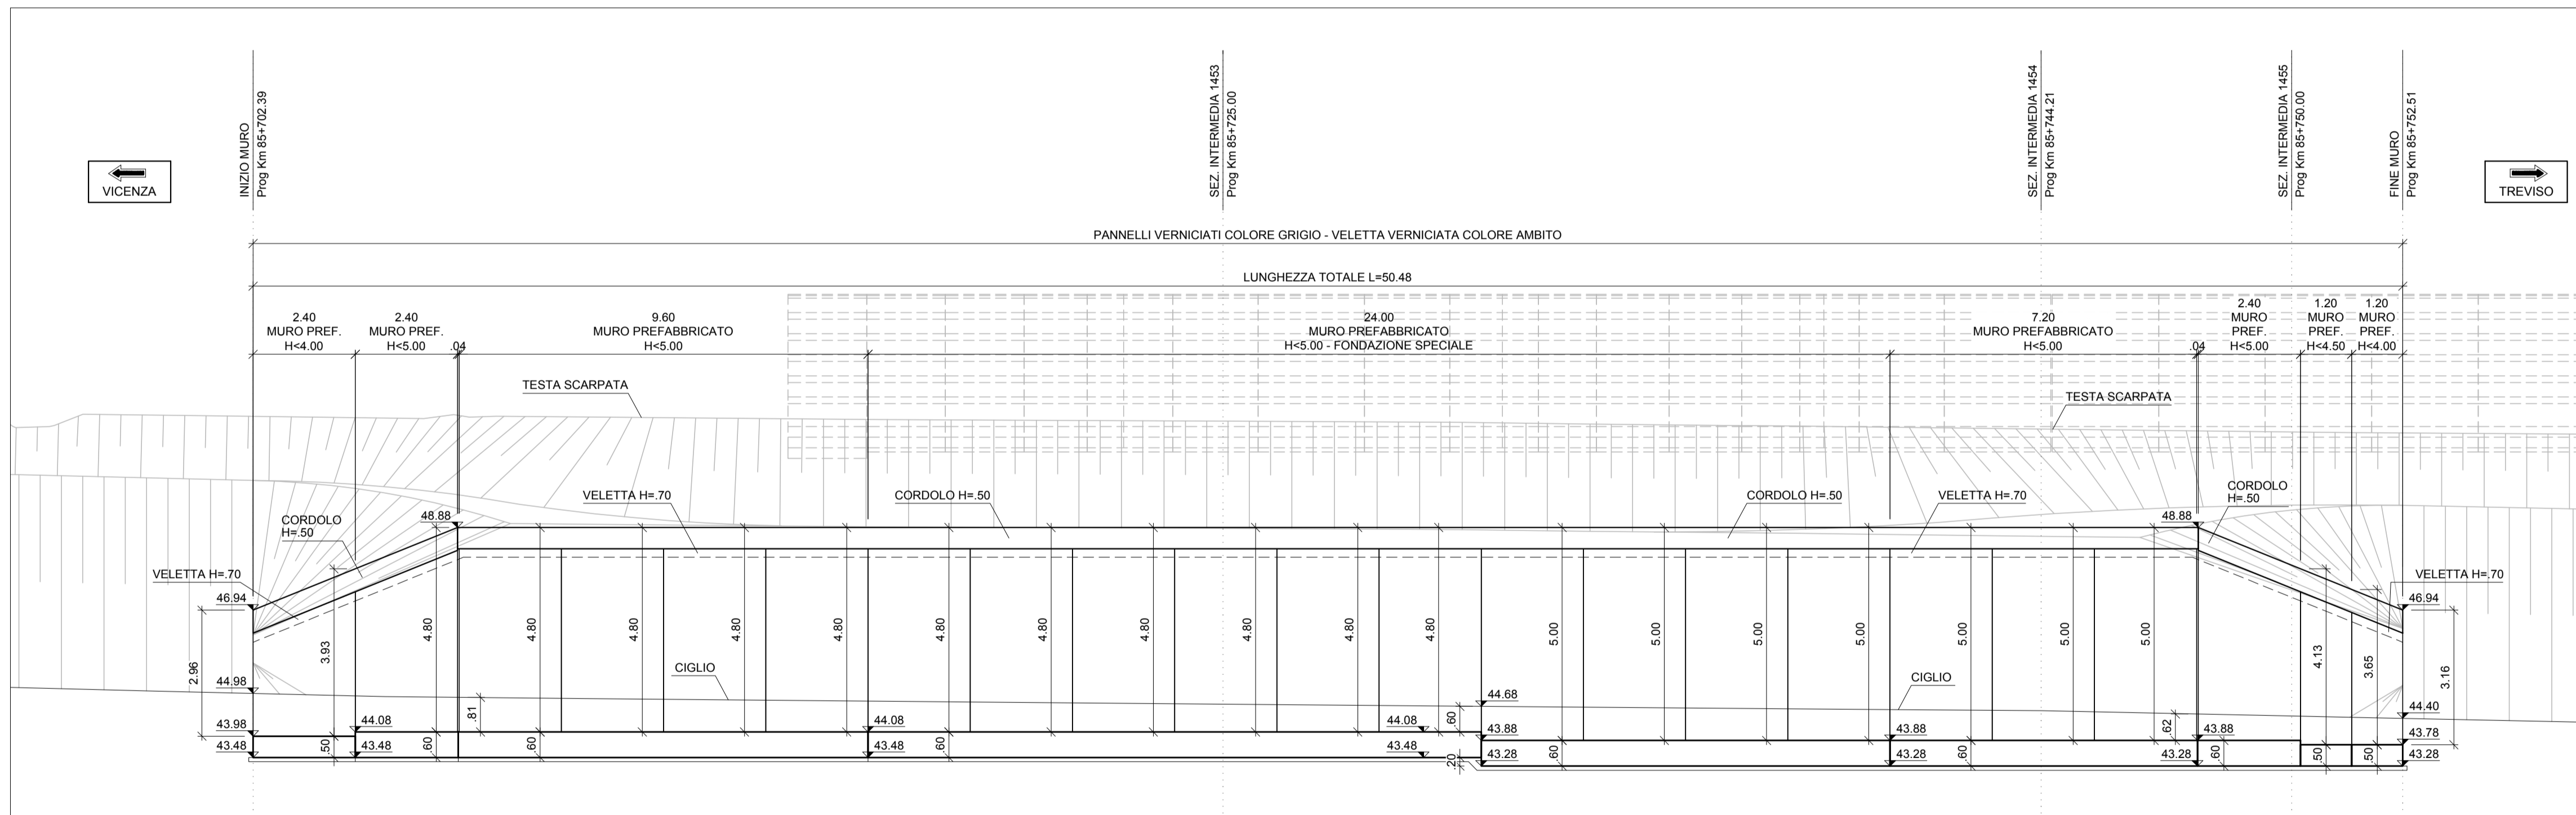 INIZIO MURO
Prog Km 85+702.39
SEZ. INTERMEDIA 1453
Prog Km 85+725.00
SEZ. INTERMEDIA 1454
Prog Km 85+744.21
SEZ. INTERMEDIA 1455
Prog Km 85+750.00
FINE MURO
Prog Km 85+752.51
VICENZA
TREVISO
PANNELLI VERNICIATI COLORE GRIGIO - VELETTA VERNICIATA COLORE AMBITO
LUNGHEZZA TOTALE L=50.48
2.40
MURO PREF.
H<4.00
2.40
MURO PREF.
H<5.00
.04
9.60
MURO PREFABBRICATO
H<5.00
24.00
MURO PREFABBRICATO
H<5.00 - FONDAZIONE SPECIALE
7.20
MURO PREFABBRICATO
H<5.00
.04
2.40
MURO
PREF.
H<5.00
1.20
MURO
PREF.
H<4.50
1.20
MURO
PREF.
H<4.00
TESTA SCARPATA
TESTA SCARPATA
VELETTA H=.70
CORDOLO H=.50
CORDOLO H=.50
VELETTA H=.70
CORDOLO
H=.50
48.88
48.88
CORDOLO
H=.50
VELETTA H=.70
VELETTA H=.70
46.94
46.94
2.96
3.93
4.80
4.80
4.80
4.80
4.80
4.80
4.80
4.80
4.80
4.80
4.80
5.00
5.00
5.00
5.00
5.00
5.00
5.00
4.13
3.65
3.16
CIGLIO
CIGLIO
44.98
44.68
44.40
.81
.60
.62
43.98
44.08
44.08
44.08
43.88
43.88
43.88
43.78
43.48
43.48
43.48
43.48
43.28
43.28
43.28
43.28
.50
.60
.60
.60
.20
.60
.60
.60
.50
.50